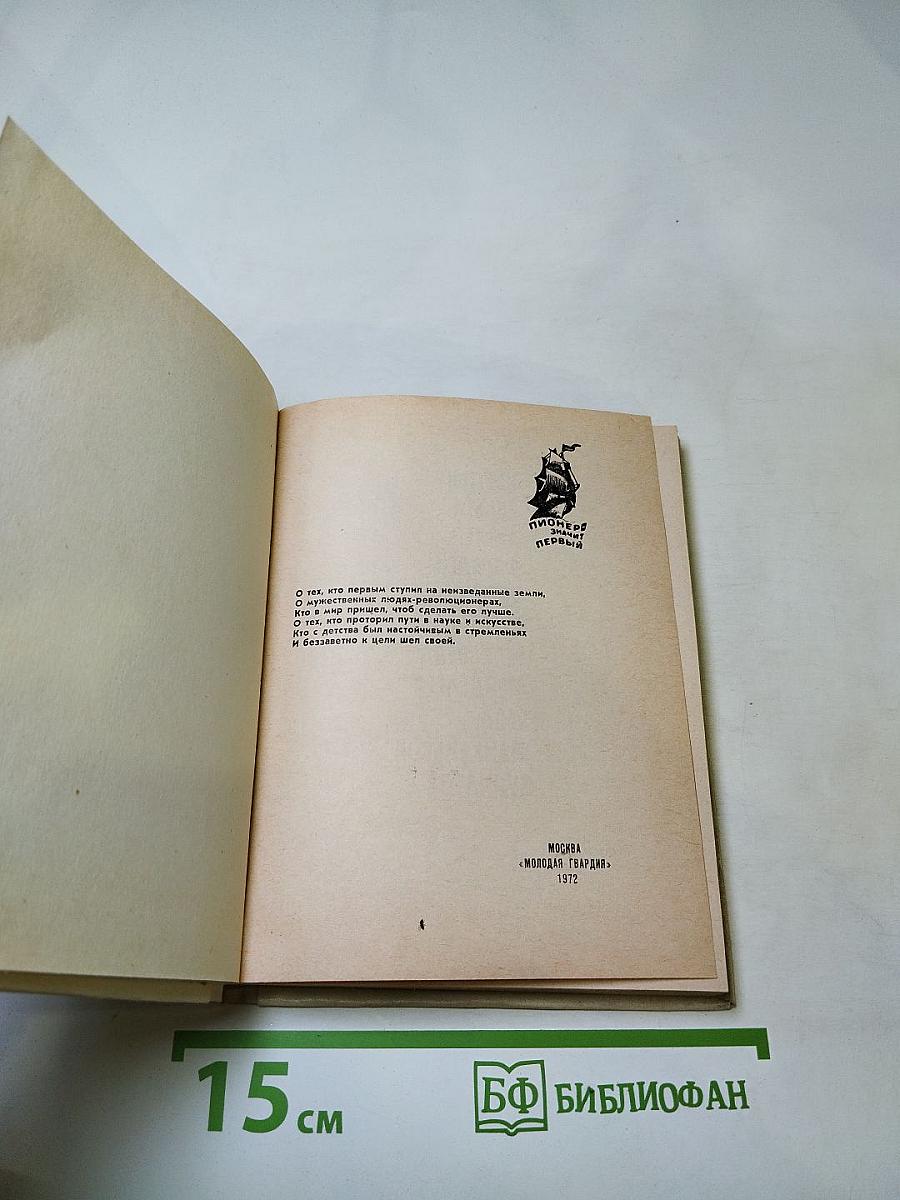 ПИОНЕР
ЗНАЧИТ
ПЕРВЫЙ
О тех, кто первым ступил на неизведанные земли,
О мужественных людях-революционерах,
Кто в мир пришел, чтоб сделать его лучше.
О тех, кто проторил пути в науке и искусстве,
Кто с детства был настойчивым в стремленьях
И беззаветно к цели шел своей.
МОСКВА
«МОЛОДАЯ ГВАРДИЯ»
1972
15 см
БФ БИБЛИОФАН